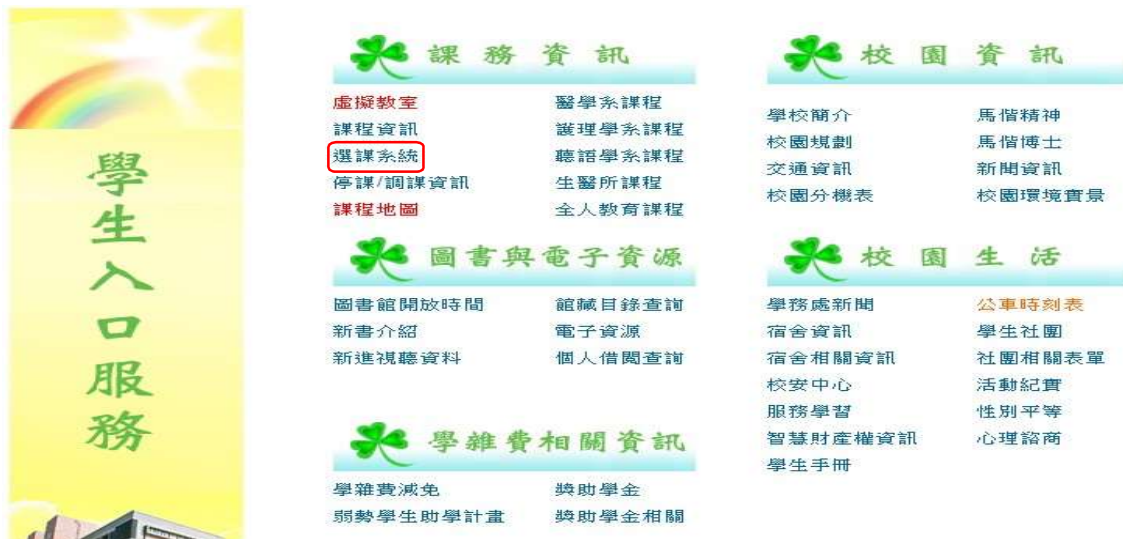 學生入口服務
課務資訊
虛擬教室 醫學系課程
課程資訊 護理學系課程
選課系統 聽語學系課程
停課/調課資訊 生醫所課程
課程地圖 全人教育課程
圖書與電子資源
圖書館開放時間 館藏目錄查詢
新書介紹 電子資源
新進視聽資料 個人借閱查詢
學雜費相關資訊
學雜費減免 獎助學金
弱勢學生助學計畫 獎助學金相關
校園資訊
學校簡介 馬偕精神
校園規劃 馬偕博士
交通資訊 新聞資訊
校園分機表 校園環境實景
校園生活
學務處新聞 公車時刻表
宿舍資訊 學生社團
宿舍相關資訊 社團相關表單
校安中心 活動紀實
服務學習 性別平等
智慧財產權資訊 心理諮商
學生手冊